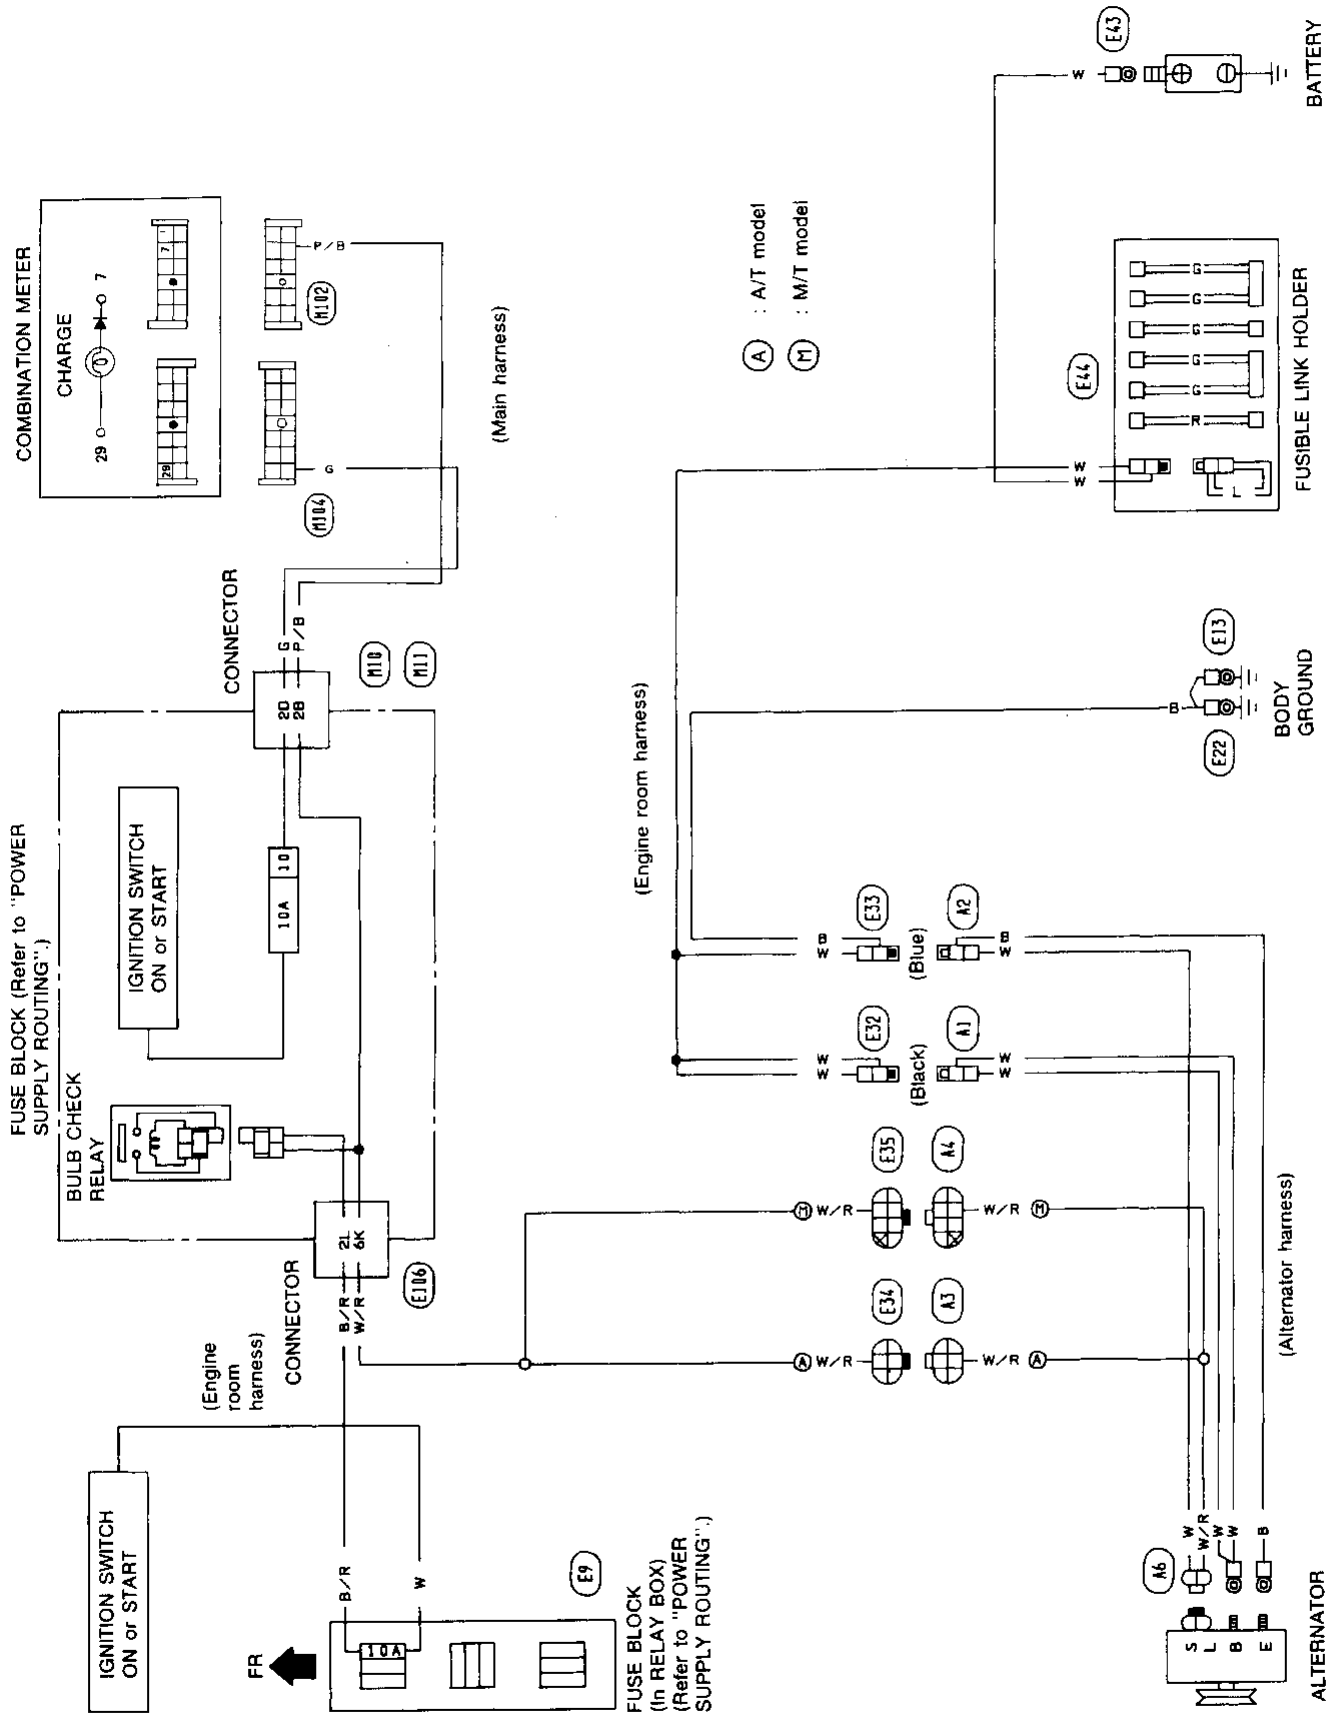 COMBINATION METER
CHARGE
29
7
29
7
M102
M104
P/B
G
(Main harness)
FUSE BLOCK (Refer to "POWER
SUPPLY ROUTING".)
IGNITION SWITCH
ON or START
BULB CHECK
RELAY
10A
10
CONNECTOR
2D
2B
G
P/B
M10
M11
CONNECTOR
6K
E106
B/R
W/R
(Engine
room
harness)
IGNITION SWITCH
ON or START
FR
B/R
W
10A
E9
FUSE BLOCK
(In RELAY BOX)
(Refer to "POWER
SUPPLY ROUTING".)
A : A/T model
M : M/T model
E43
W
BATTERY
E44
W
W
L
R
G
G
G
G
G
FUSIBLE LINK HOLDER
(Engine room harness)
B
E13
E22
BODY
GROUND
B
W
E33
(Blue)
A2
B
W
W
W
E32
(Black)
A1
W
W
M W/R
E35
A4
W/R M
A W/R
E34
A3
W/R A
(Alternator harness)
A6
W
W/R
W
W
B
S
L
B
E
ALTERNATOR